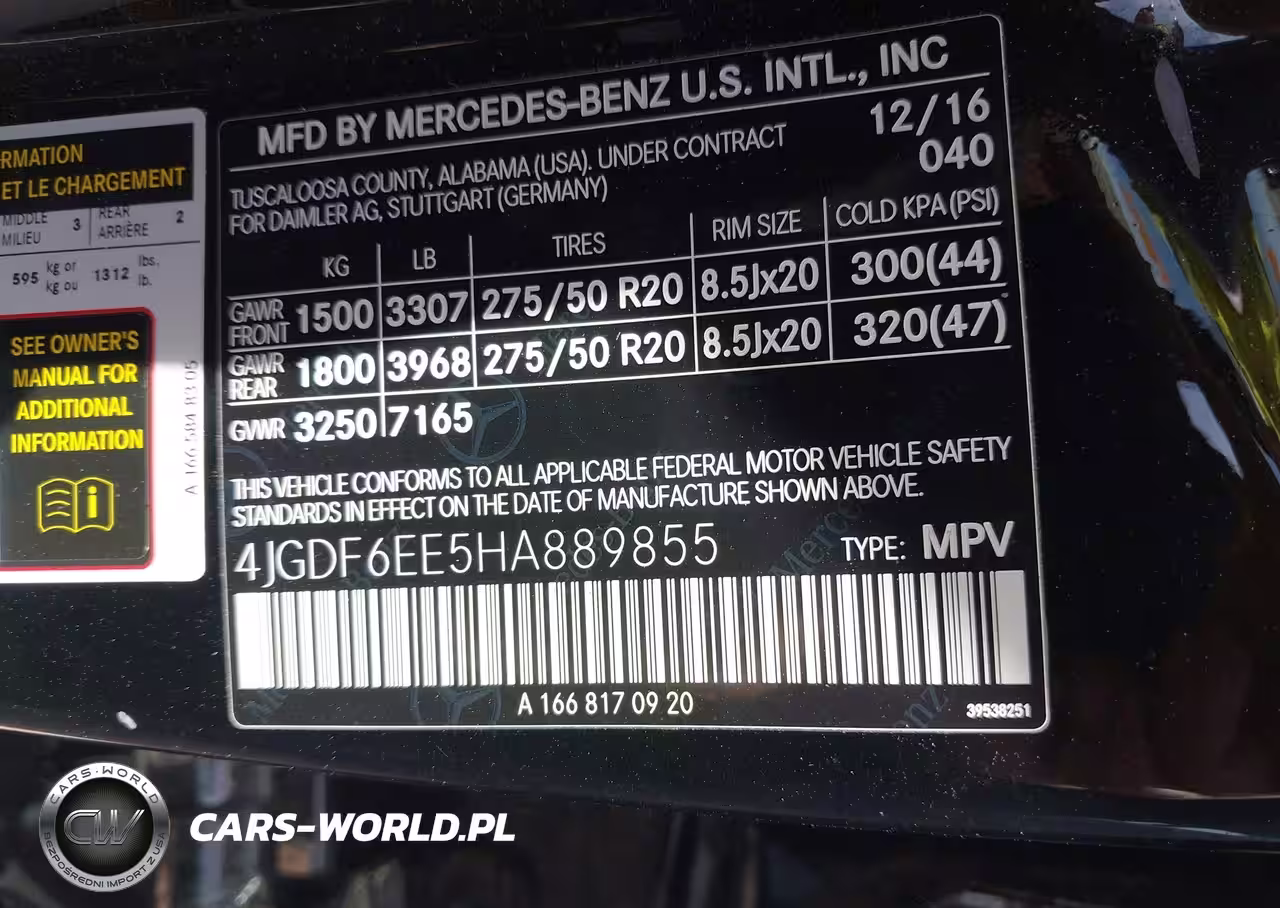 RMATION
ET LE CHARGEMENT
MIDDLE
MILIEU 3 REAR
ARRIÈRE 2
595 kg or
kg ou 1312 lbs.
lb.
SEE OWNER'S
MANUAL FOR
ADDITIONAL
INFORMATION
A 166 584 83 05
MFD BY MERCEDES-BENZ U.S. INTL., INC
TUSCALOOSA COUNTY, ALABAMA (USA). UNDER CONTRACT 12/16
FOR DAIMLER AG, STUTTGART (GERMANY) 040
KG LB TIRES RIM SIZE COLD KPA (PSI)
GAWR FRONT 1500 3307 275/50 R20 8.5Jx20 300(44)
GAWR REAR 1800 3968 275/50 R20 8.5Jx20 320(47)
GVWR 3250 7165
THIS VEHICLE CONFORMS TO ALL APPLICABLE FEDERAL MOTOR VEHICLE SAFETY
STANDARDS IN EFFECT ON THE DATE OF MANUFACTURE SHOWN ABOVE.
4JGDF6EE5HA889855 TYPE: MPV
A 166 817 09 20
39538251
CARS-WORLD
CW
BEZPOŚREDNI IMPORT Z USA
CARS-WORLD.PL